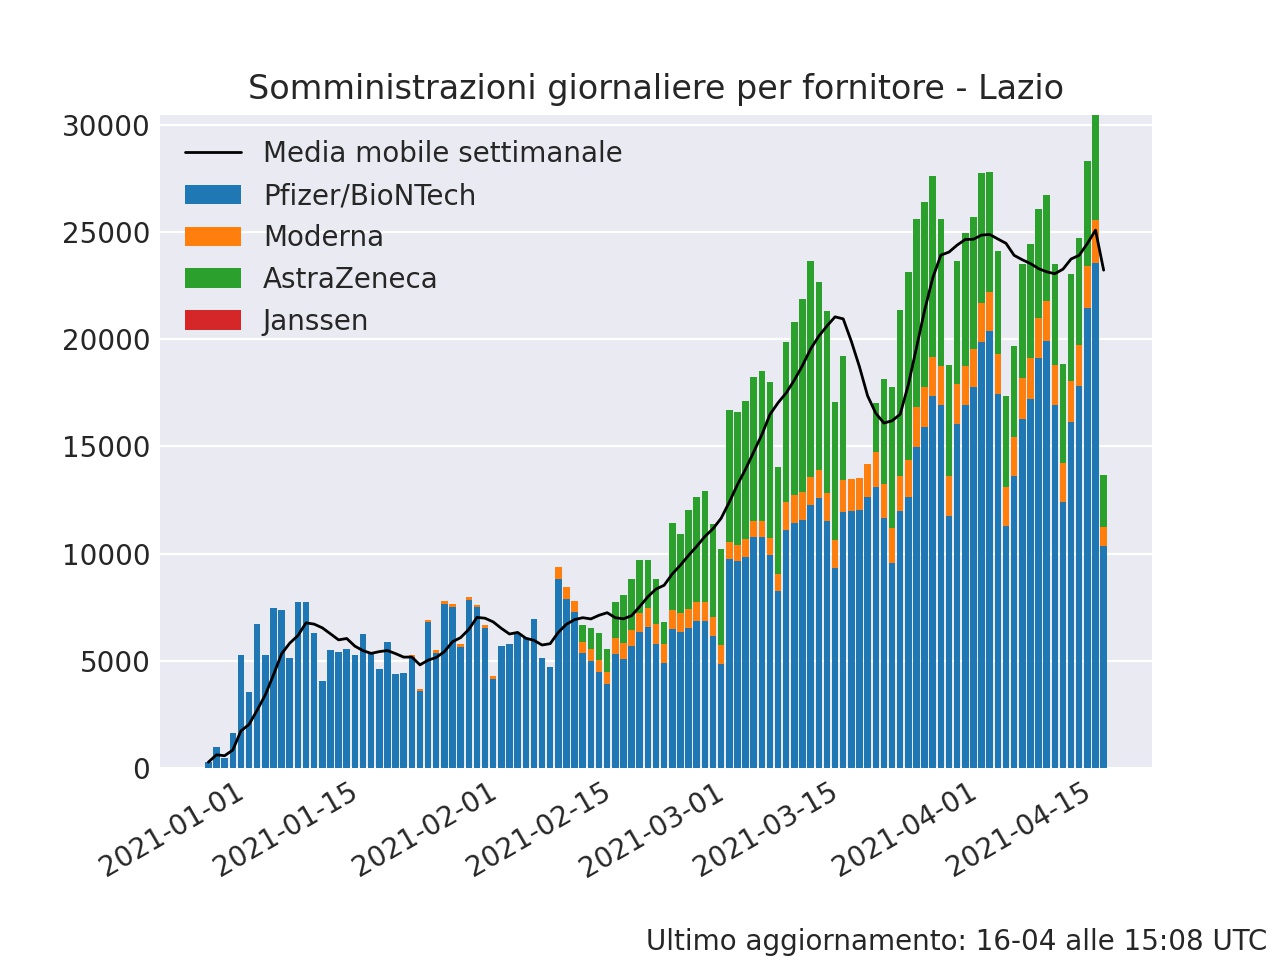 Somministrazioni giornaliere per fornitore - Lazio
30000
25000
20000
15000
10000
5000
0
Media mobile settimanale
Pfizer/BioNTech
Moderna
AstraZeneca
Janssen
2021-01-01
2021-01-15
2021-02-01
2021-02-15
2021-03-01
2021-03-15
2021-04-01
2021-04-15
Ultimo aggiornamento: 16-04 alle 15:08 UTC